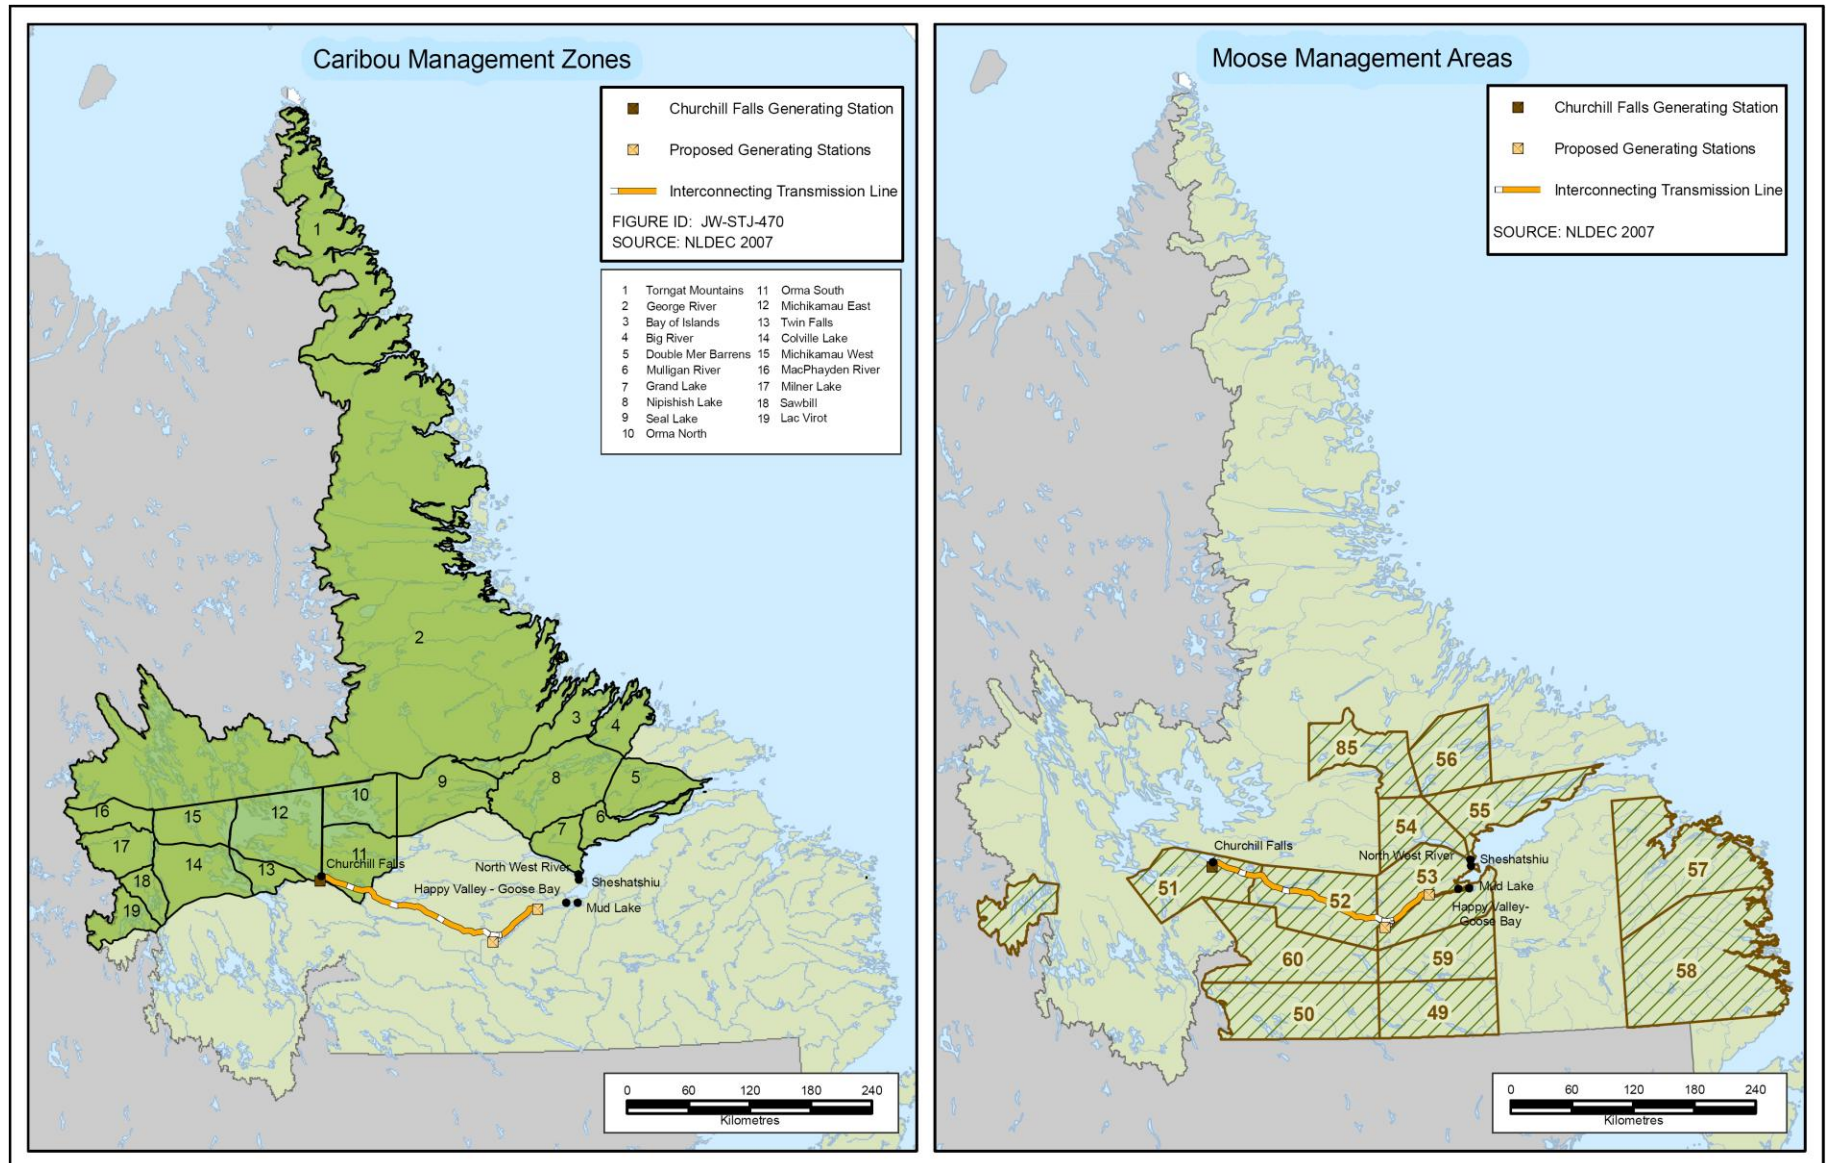 Caribou Management Zones
Churchill Falls Generating Station
Proposed Generating Stations
Interconnecting Transmission Line
FIGURE ID: JW-STJ-470
SOURCE: NLDEC 2007
1 Torngat Mountains 11 Orma South
2 George River 12 Michikamau East
3 Bay of Islands 13 Twin Falls
4 Big River 14 Colville Lake
5 Double Mer Barrens 15 Michikamau West
6 Mulligan River 16 MacPhayden River
7 Grand Lake 17 Milner Lake
8 Nipishish Lake 18 Sawbill
9 Seal Lake 19 Lac Virot
10 Orma North
1
2
3
4
5
6
7
8
9
10
11
12
13
14
15
16
17
18
19
Churchill Falls
North West River
Sheshatshiu
Happy Valley - Goose Bay
Mud Lake
0 60 120 180 240
Kilometres
Moose Management Areas
Churchill Falls Generating Station
Proposed Generating Stations
Interconnecting Transmission Line
SOURCE: NLDEC 2007
85
56
55
54
57
Churchill Falls
North West River
Sheshatshiu
51
52
53
Mud Lake
Happy Valley-
Goose Bay
60
59
58
50
49
0 60 120 180 240
Kilometres